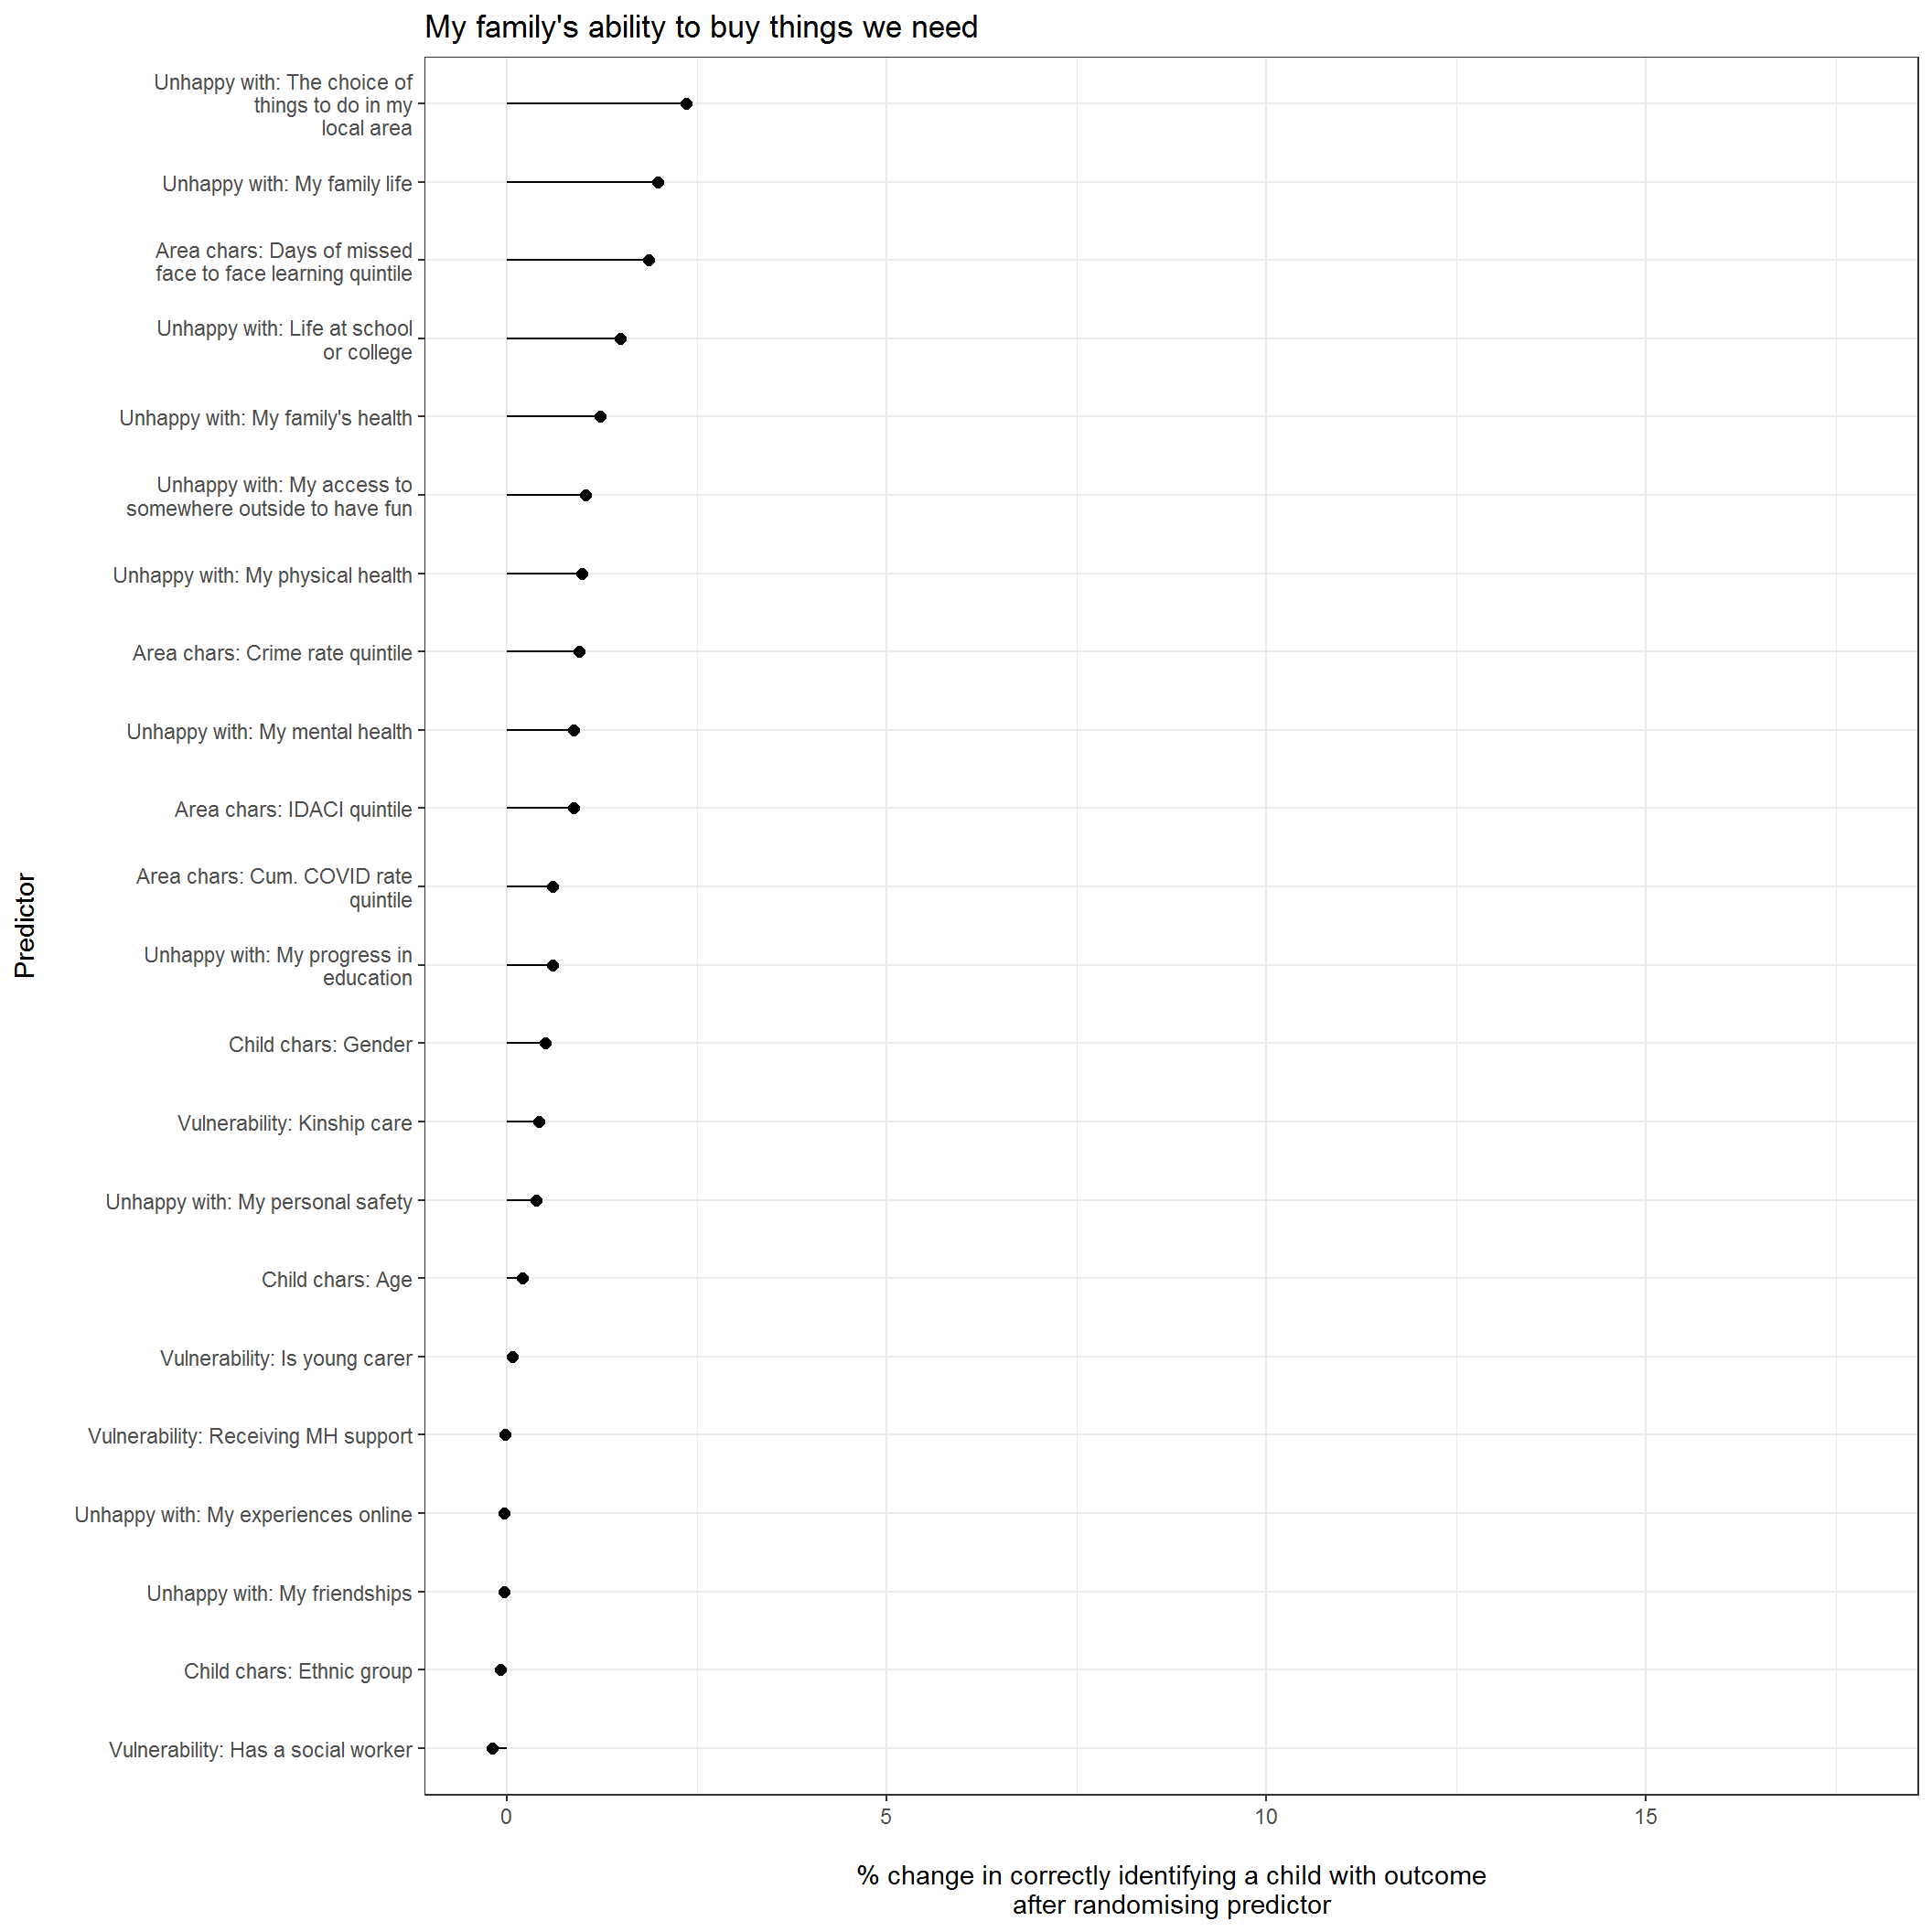 My family's ability to buy things we need
Unhappy with: The choice of
things to do in my
local area
Unhappy with: My family life
Area chars: Days of missed
face to face learning quintile
Unhappy with: Life at school
or college
Unhappy with: My family's health
Unhappy with: My access to
somewhere outside to have fun
Unhappy with: My physical health
Area chars: Crime rate quintile
Unhappy with: My mental health
Area chars: IDACI quintile
Area chars: Cum. COVID rate
quintile
Unhappy with: My progress in
education
Child chars: Gender
Vulnerability: Kinship care
Unhappy with: My personal safety
Child chars: Age
Vulnerability: Is young carer
Vulnerability: Receiving MH support
Unhappy with: My experiences online
Unhappy with: My friendships
Child chars: Ethnic group
Vulnerability: Has a social worker
Predictor
0 5 10 15
% change in correctly identifying a child with outcome
after randomising predictor